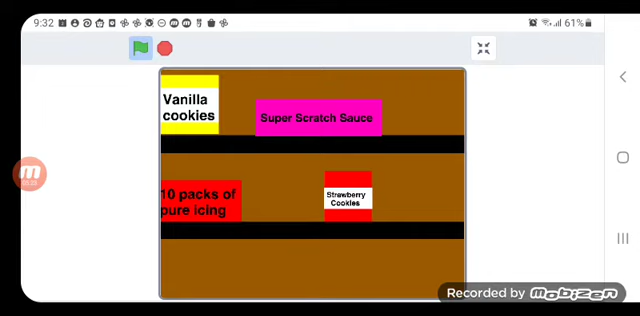 9:32
61%
Vanilla
cookies
Super Scratch Sauce
10 packs of
pure icing
Strawberry
Cookies
Recorded by mobizen